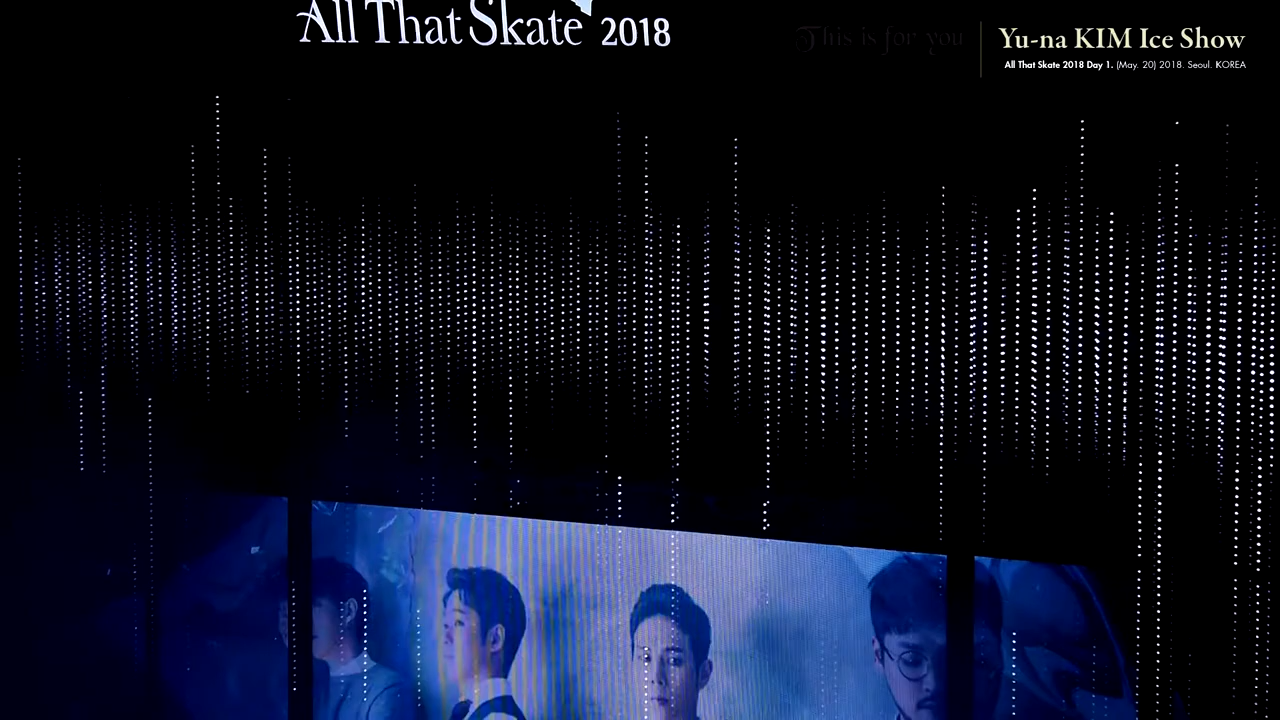 All That Skate 2018
This is for you
Yu-na KIM Ice Show
All That Skate 2018 Day 1. (May. 20) 2018. Seoul. KOREA